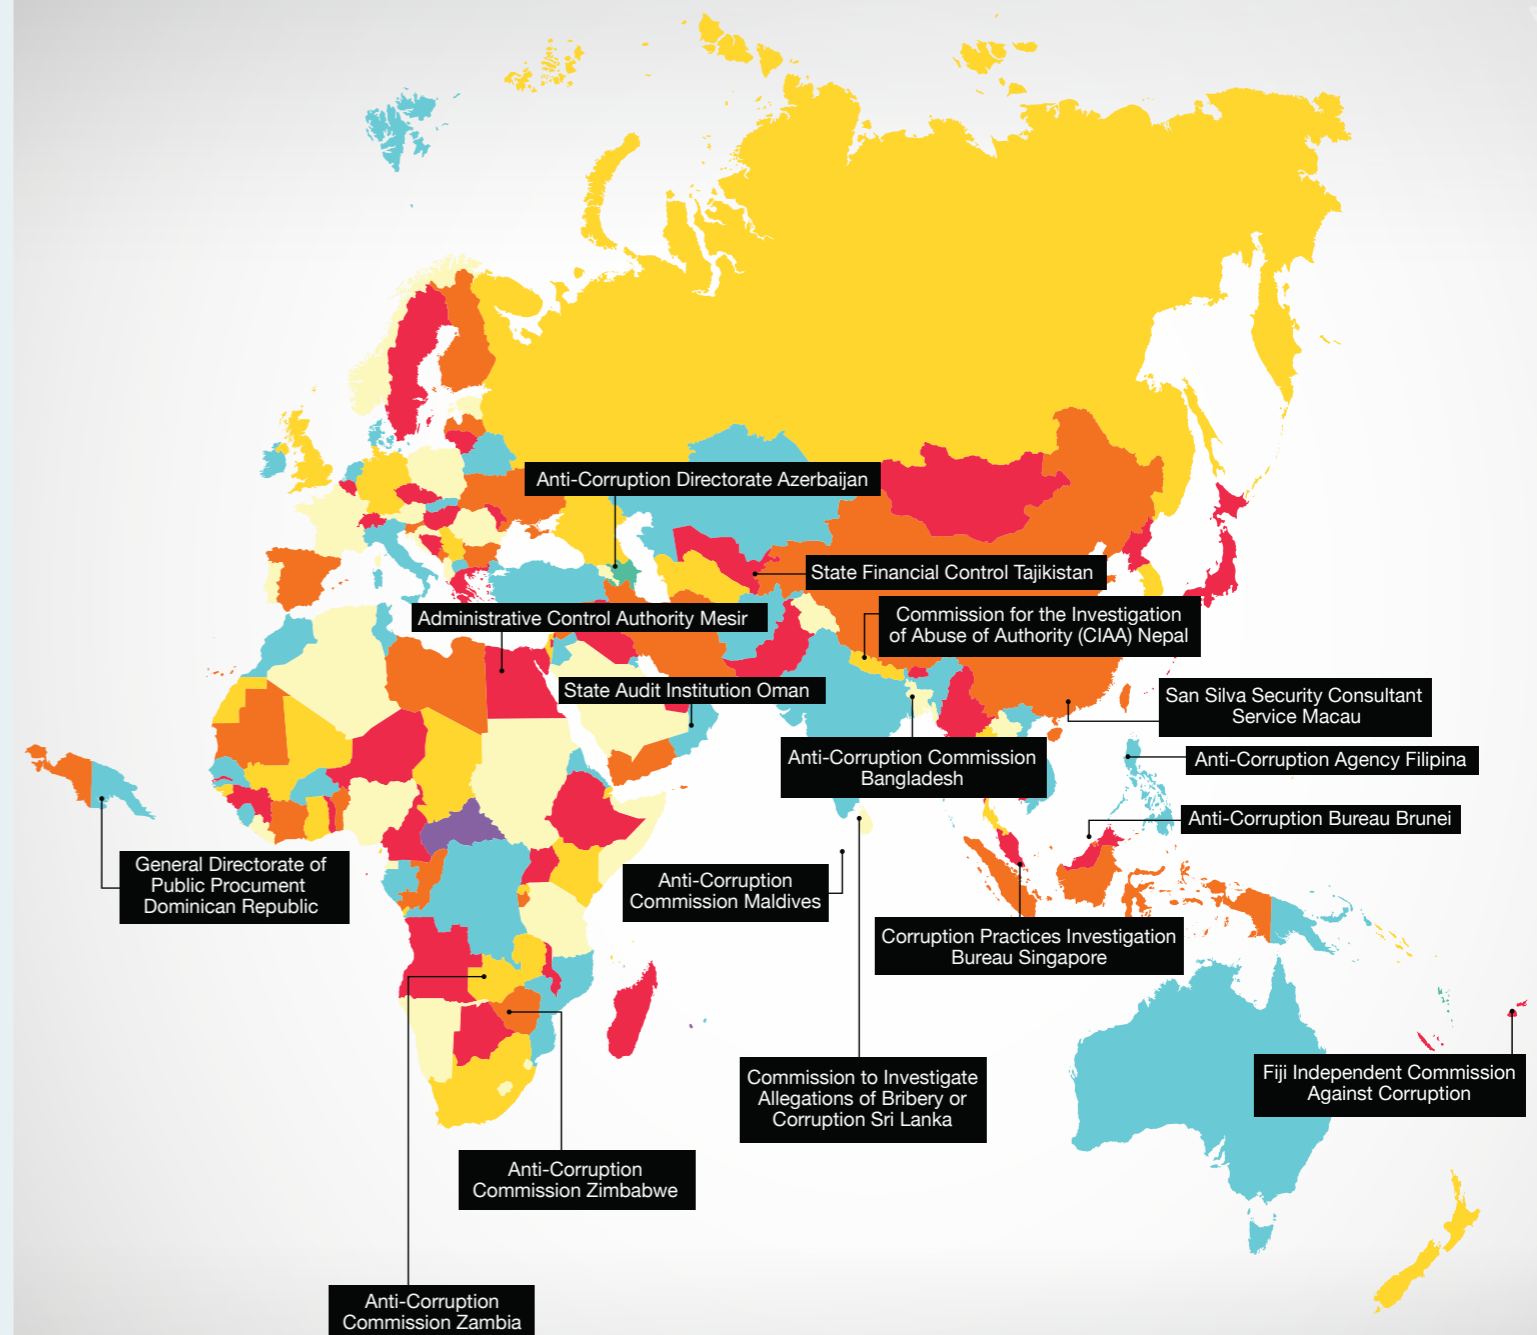 Anti-Corruption Directorate Azerbaijan
State Financial Control Tajikistan
Administrative Control Authority Mesir
Commission for the Investigation
of Abuse of Authority (CIAA) Nepal
State Audit Institution Oman
San Silva Security Consultant
Service Macau
Anti-Corruption Commission
Bangladesh
Anti-Corruption Agency Filipina
Anti-Corruption Bureau Brunei
General Directorate of
Public Procument
Dominican Republic
Anti-Corruption
Commission Maldives
Corruption Practices Investigation
Bureau Singapore
Commission to Investigate
Allegations of Bribery or
Corruption Sri Lanka
Fiji Independent Commission
Against Corruption
Anti-Corruption
Commission Zimbabwe
Anti-Corruption
Commission Zambia